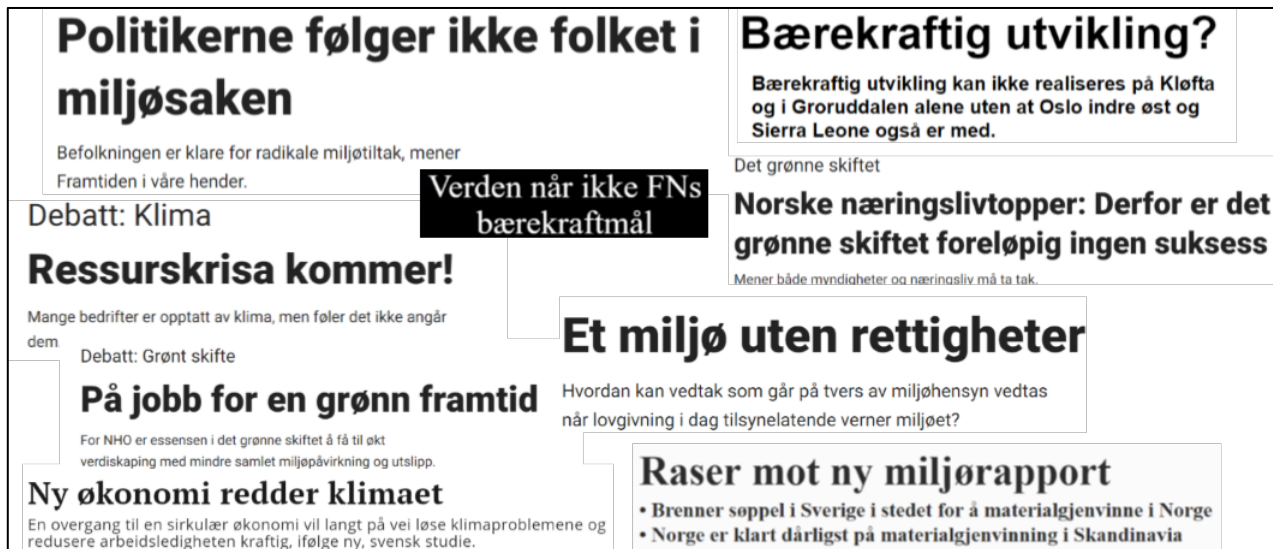 Politikerne følger ikke folket i
miljøsaken
Befolkningen er klare for radikale miljøtiltak, mener
Framtiden i våre hender.
Bærekraftig utvikling?
Bærekraftig utvikling kan ikke realiseres på Kløfta
og i Groruddalen alene uten at Oslo indre øst og
Sierra Leone også er med.
Verden når ikke FNs
bærekraftmål
Det grønne skiftet
Norske næringslivtopper: Derfor er det
grønne skiftet foreløpig ingen suksess
Mener både myndigheter og næringsliv må ta tak.
Debatt: Klima
Ressurskrisa kommer!
Mange bedrifter er opptatt av klima, men føler det ikke angår
dem
Et miljø uten rettigheter
Hvordan kan vedtak som går på tvers av miljøhensyn vedtas
når lovgivning i dag tilsynelatende verner miljøet?
Debatt: Grønt skifte
På jobb for en grønn framtid
For NHO er essensen i det grønne skiftet å få til økt
verdiskaping med mindre samlet miljøpåvirkning og utslipp.
Ny økonomi redder klimaet
En overgang til en sirkulær økonomi vil langt på vei løse klimaproblemene og
redusere arbeidsledigheten kraftig, ifølge ny, svensk studie.
Raser mot ny miljørapport
• Brenner søppel i Sverige i stedet for å materialgjenvinne i Norge
• Norge er klart dårligst på materialgjenvinning i Skandinavia